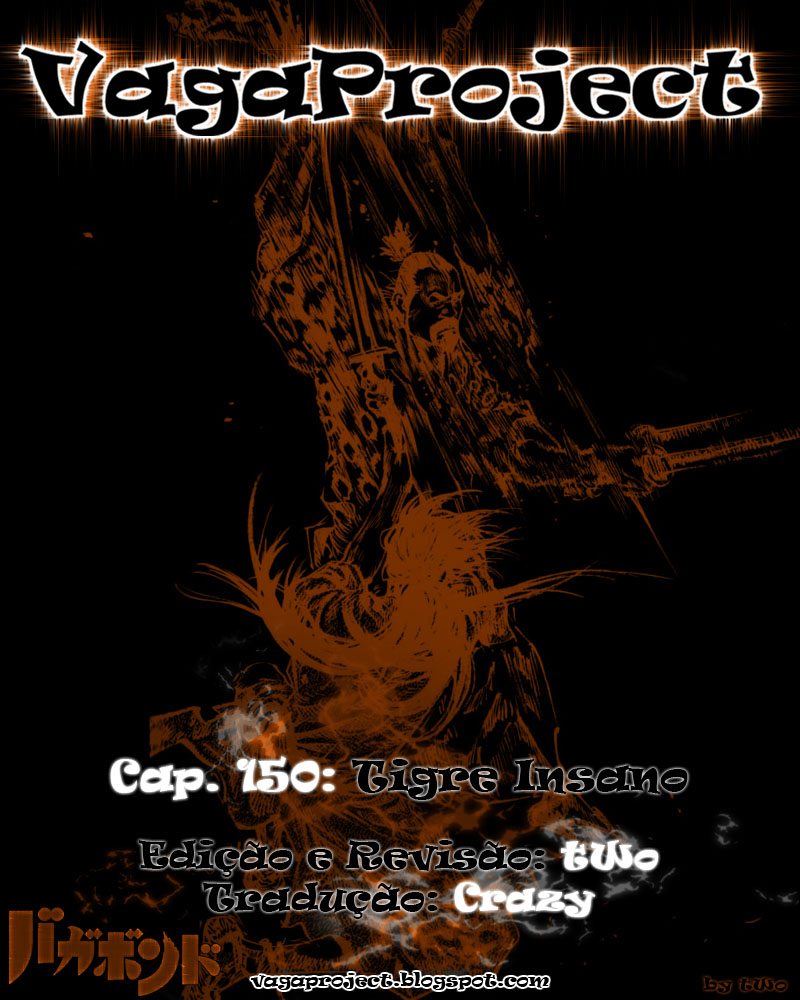 VagaProject
Cap. 150: Tigre Insano
Edição e Revisão: tWo
Tradução: Crazy
バガボンド
vagaproject.blogspot.com
by tWo